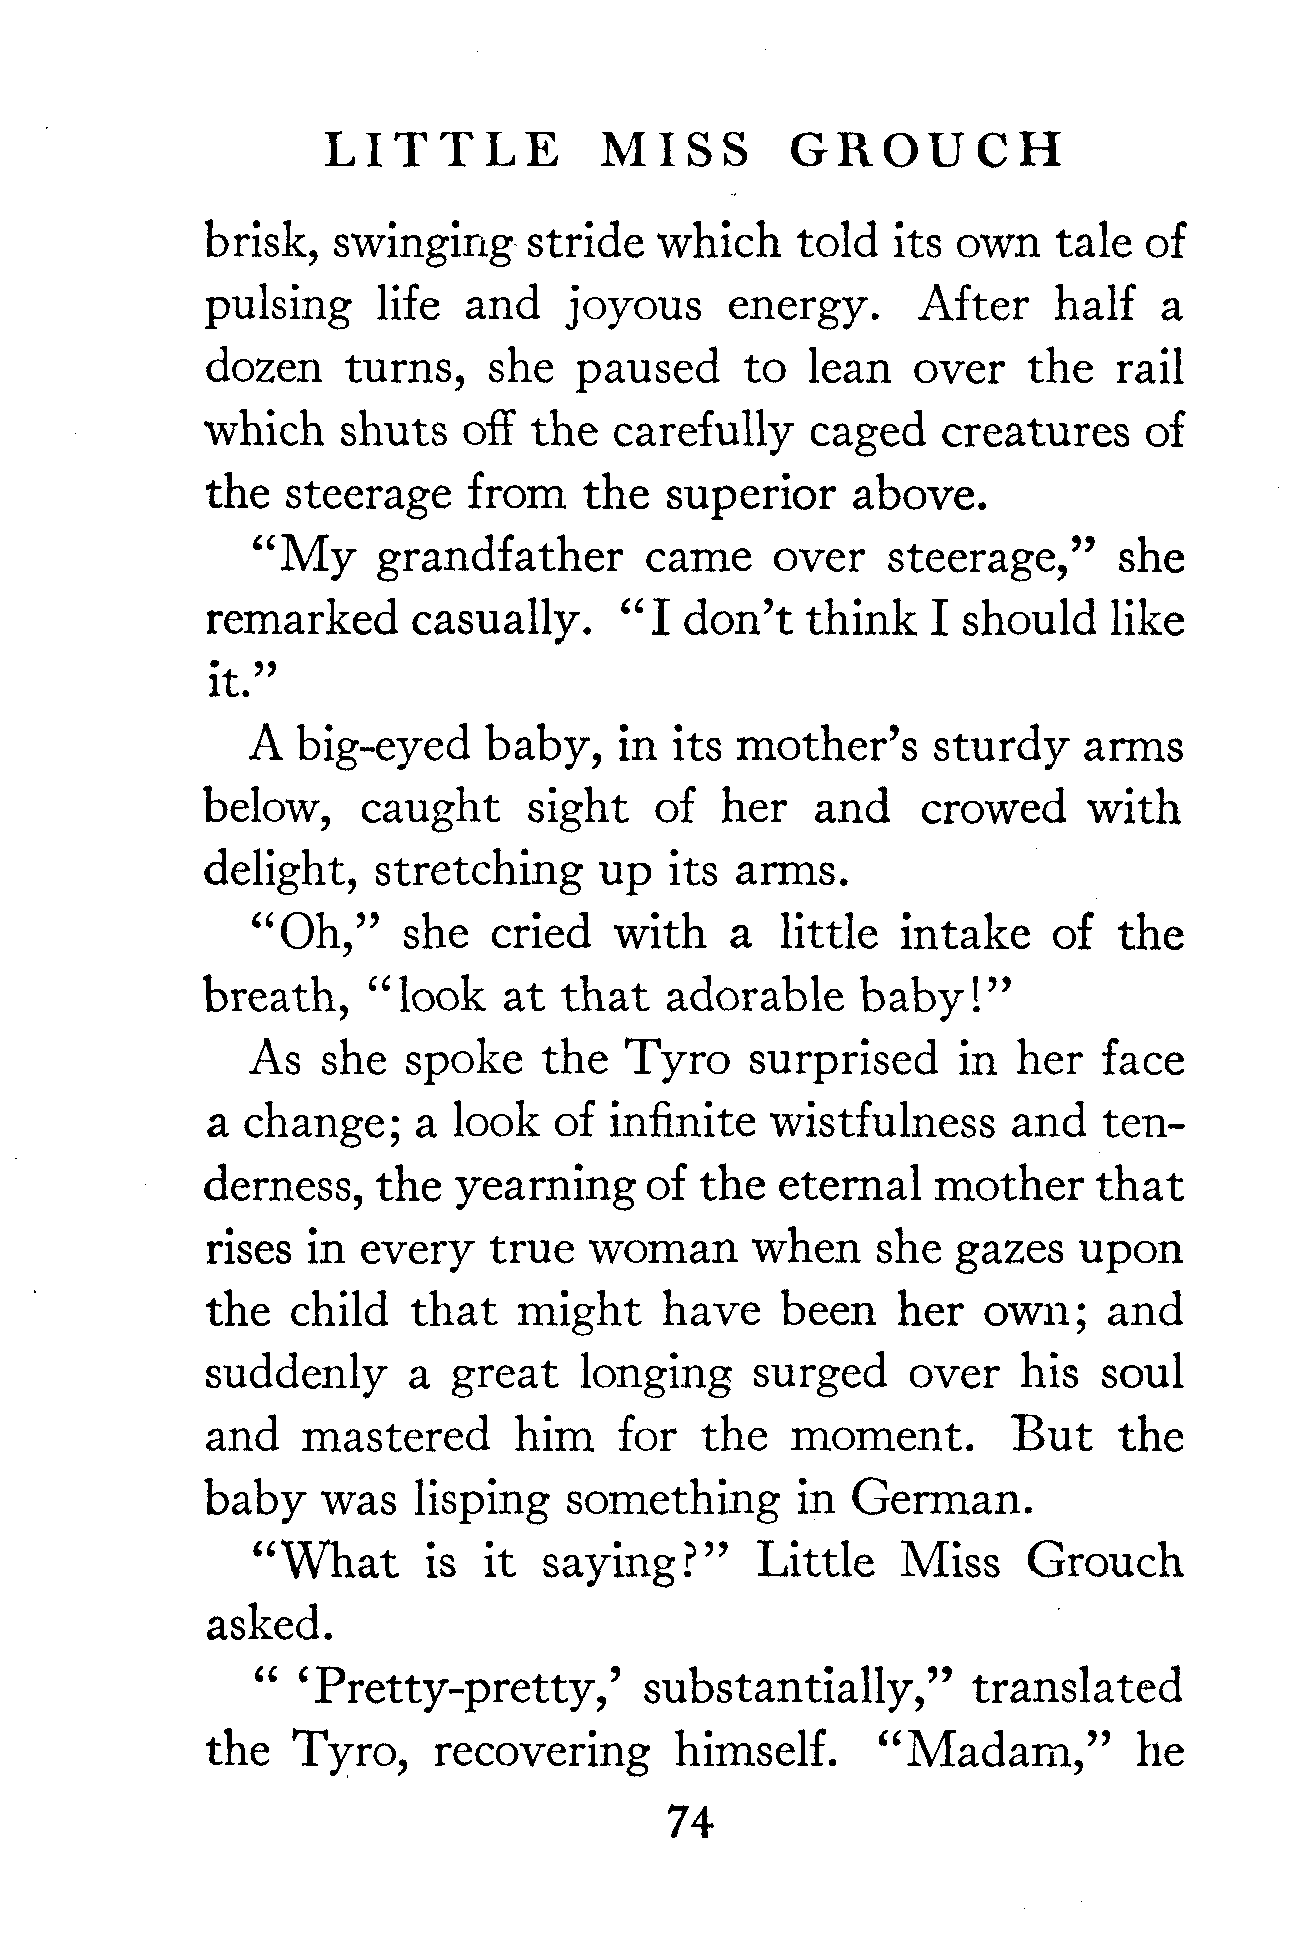 LITTLE MISS GROUCH
brisk, swinging stride which told its own tale of
pulsing life and joyous energy. After half a
dozen turns, she paused to lean over the rail
which shuts off the carefully caged creatures of
the steerage from the superior above.
“My grandfather came over steerage,” she
remarked casually. “I don’t think I should like
it.”
A big-eyed baby, in its mother’s sturdy arms
below, caught sight of her and crowed with
delight, stretching up its arms.
“Oh,” she cried with a little intake of the
breath, “look at that adorable baby!”
As she spoke the Tyro surprised in her face
a change; a look of infinite wistfulness and ten-
derness, the yearning of the eternal mother that
rises in every true woman when she gazes upon
the child that might have been her own; and
suddenly a great longing surged over his soul
and mastered him for the moment. But the
baby was lisping something in German.
“What is it saying?” Little Miss Grouch
asked.
“ ‘Pretty-pretty,’ substantially,” translated
the Tyro, recovering himself. “Madam,” he
74